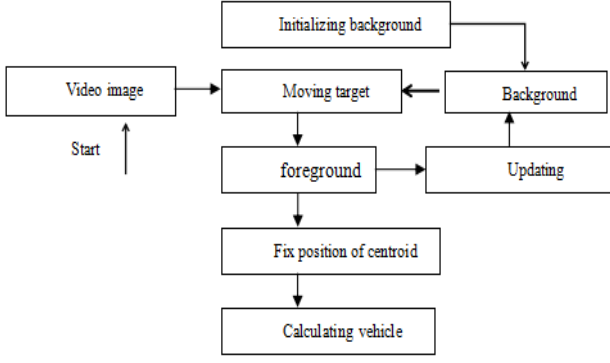 Initializing background
Video image
Moving target
Background
Start
foreground
Updating
Fix position of centroid
Calculating vehicle